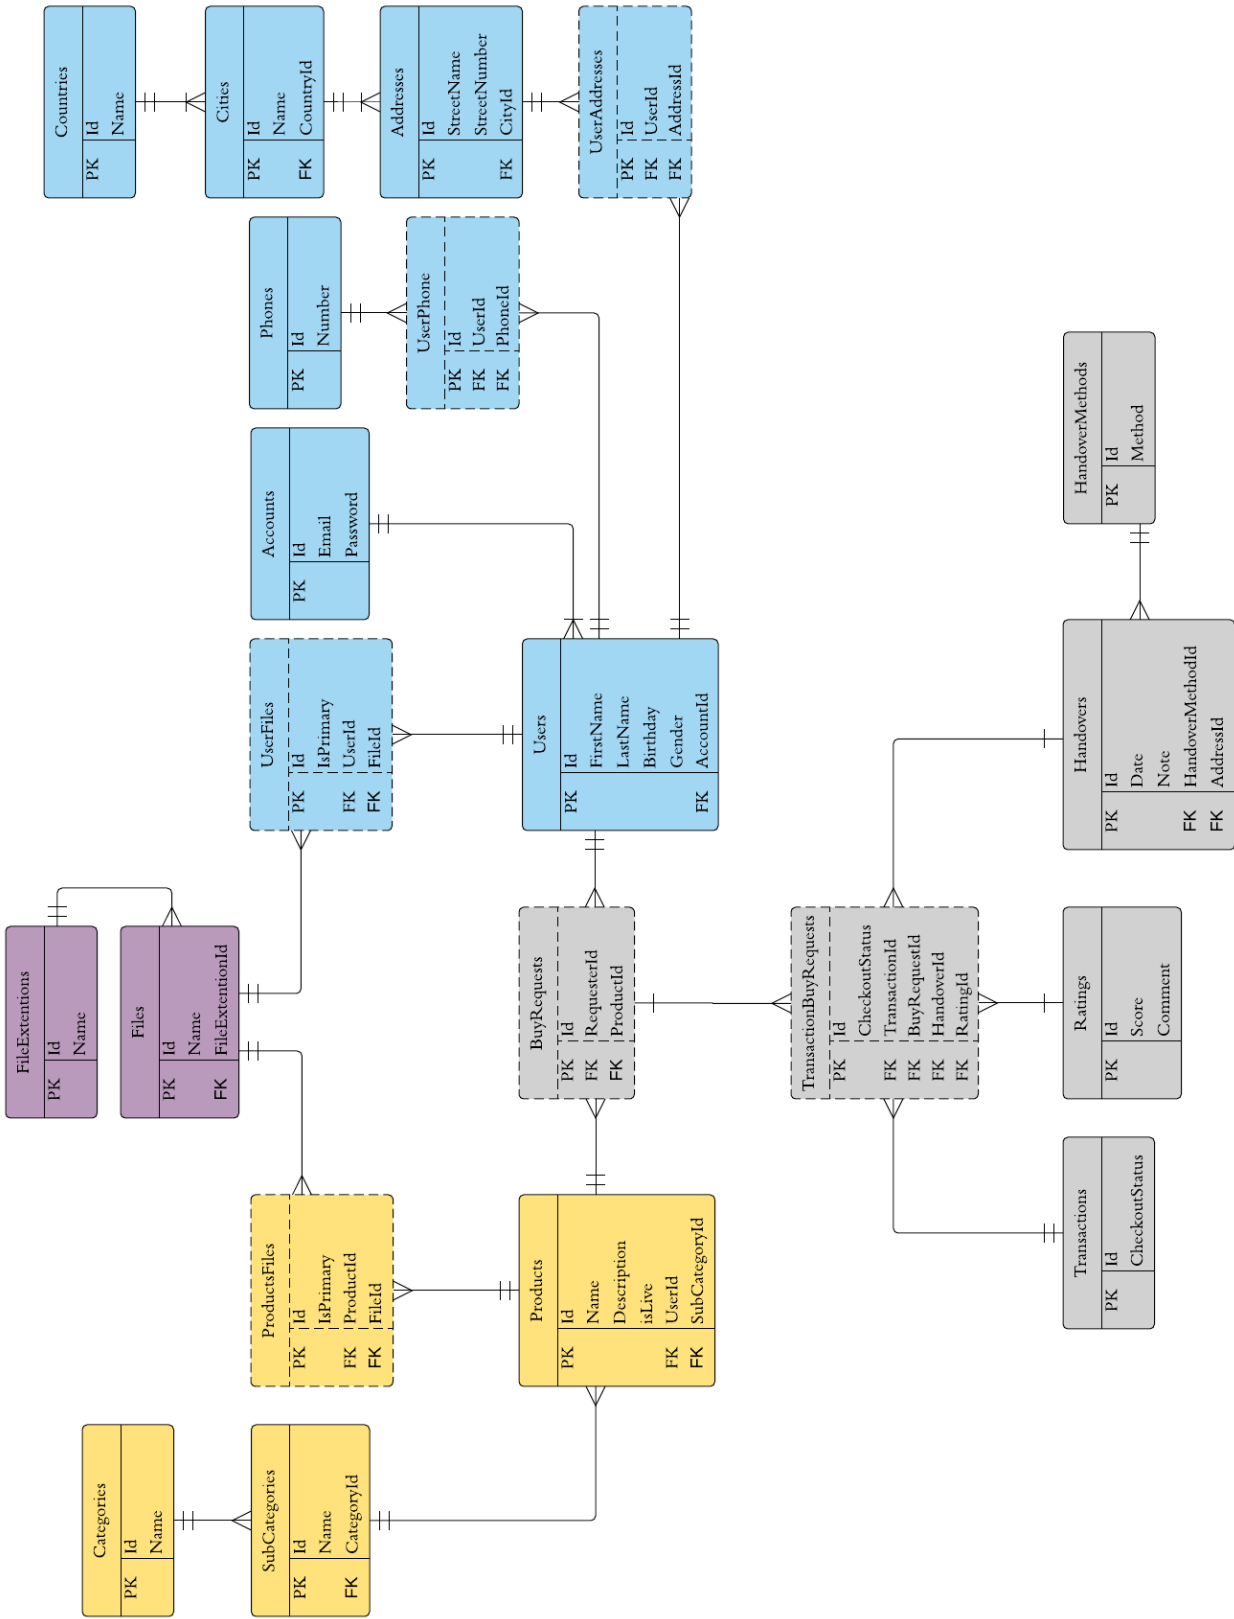 Categories
PK Id
Name
SubCategories
PK Id
Name
FK CategoryId
ProductsFiles
PK Id
IsPrimary
FK ProductId
FK FileId
Products
PK Id
Name
Description
isLive
FK UserId
FK SubCategoryId
FileExtentions
PK Id
Name
Files
PK Id
Name
FK FileExtentionId
UserFiles
PK Id
IsPrimary
FK UserId
FK FileId
Accounts
PK Id
Email
Password
Phones
PK Id
Number
UserPhone
PK Id
FK UserId
FK PhoneId
Countries
PK Id
Name
Cities
PK Id
Name
FK CountryId
Addresses
PK Id
StreetName
StreetNumber
FK CityId
UserAddresses
PK Id
FK UserId
FK AddressId
Users
PK Id
FirstName
LastName
Birthday
Gender
FK AccountId
BuyRequests
PK Id
FK RequesterId
FK ProductId
TransactionBuyRequests
PK Id
CheckoutStatus
FK TransactionId
FK BuyRequestId
FK HandoverId
FK RatingId
Transactions
PK Id
CheckoutStatus
Ratings
PK Id
Score
Comment
Handovers
PK Id
Date
Note
FK HandoverMethodId
FK AddressId
HandoverMethods
PK Id
Method